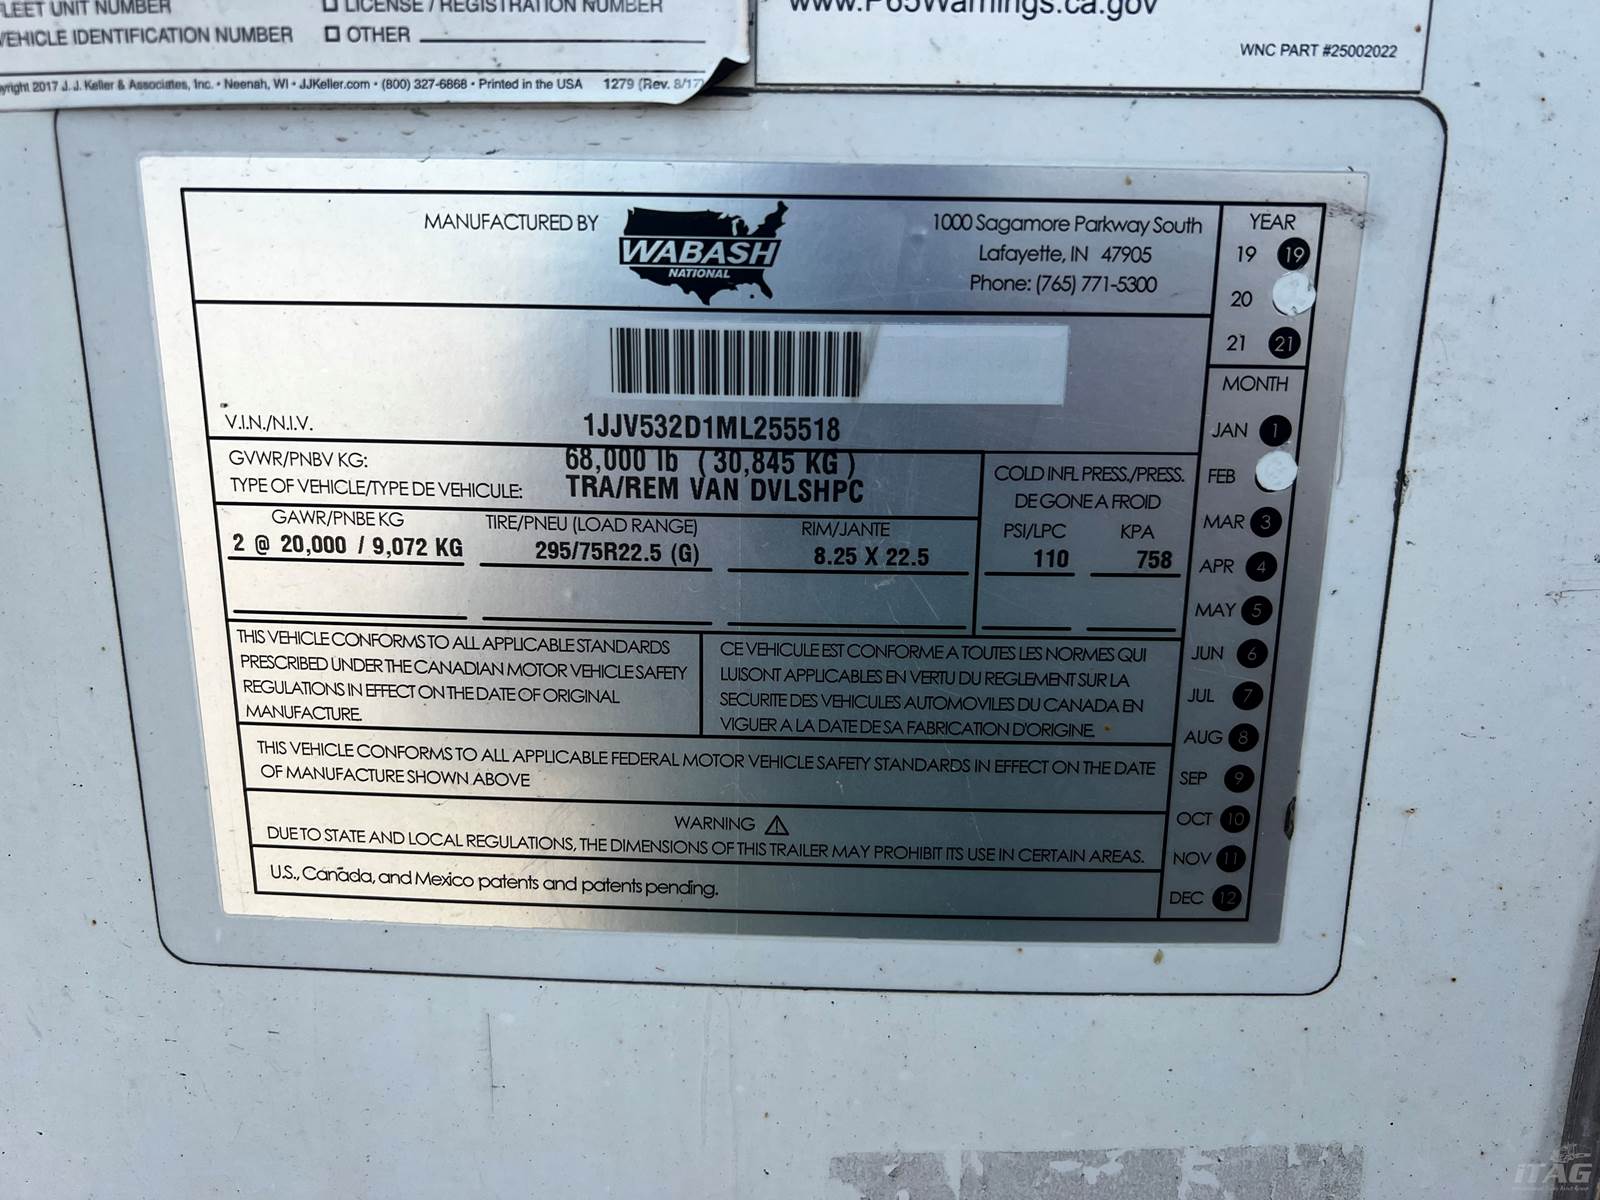 FLEET UNIT NUMBER
☐ LICENSE / REGISTRATION NUMBER
VEHICLE IDENTIFICATION NUMBER
☐ OTHER
2017 J. J. Keller & Associates, Inc. • Neenah, WI • JJKeller.com • (800) 327-6868 • Printed in the USA 1279 (Rev. 8/17)
www.P65Warnings.ca.gov
WNC PART #25002022
MANUFACTURED BY
WABASH
NATIONAL
1000 Sagamore Parkway South
Lafayette, IN 47905
Phone: (765) 771-5300
YEAR
19 19
20
21 21
V.I.N./N.I.V.
1JJV532D1ML255518
GVWR/PNBV KG: 68,000 lb (30,845 KG)
TYPE OF VEHICLE/TYPE DE VEHICULE: TRA/REM VAN DVLSHPC
COLD INFL PRESS./PRESS.
DE GONE A FROID
GAWR/PNBE KG TIRE/PNEU (LOAD RANGE) RIM/JANTE PSI/LPC KPA
2 @ 20,000 / 9,072 KG 295/75R22.5 (G) 8.25 X 22.5 110 758
THIS VEHICLE CONFORMS TO ALL APPLICABLE STANDARDS
PRESCRIBED UNDER THE CANADIAN MOTOR VEHICLE SAFETY
REGULATIONS IN EFFECT ON THE DATE OF ORIGINAL
MANUFACTURE.
CE VEHICULE EST CONFORME A TOUTES LES NORMES QUI
LUI SONT APPLICABLES EN VERTU DU REGLEMENT SUR LA
SECURITE DES VEHICULES AUTOMOVILES DU CANADA EN
VIGUER A LA DATE DE SA FABRICATION D'ORIGINE.
THIS VEHICLE CONFORMS TO ALL APPLICABLE FEDERAL MOTOR VEHICLE SAFETY STANDARDS IN EFFECT ON THE DATE
OF MANUFACTURE SHOWN ABOVE
WARNING ⚠
DUE TO STATE AND LOCAL REGULATIONS, THE DIMENSIONS OF THIS TRAILER MAY PROHIBIT ITS USE IN CERTAIN AREAS.
U.S., Canada, and Mexico patents and patents pending.
MONTH
JAN 1
FEB
MAR 3
APR 4
MAY 5
JUN 6
JUL 7
AUG 8
SEP 9
OCT 10
NOV 11
DEC 12
iTAG